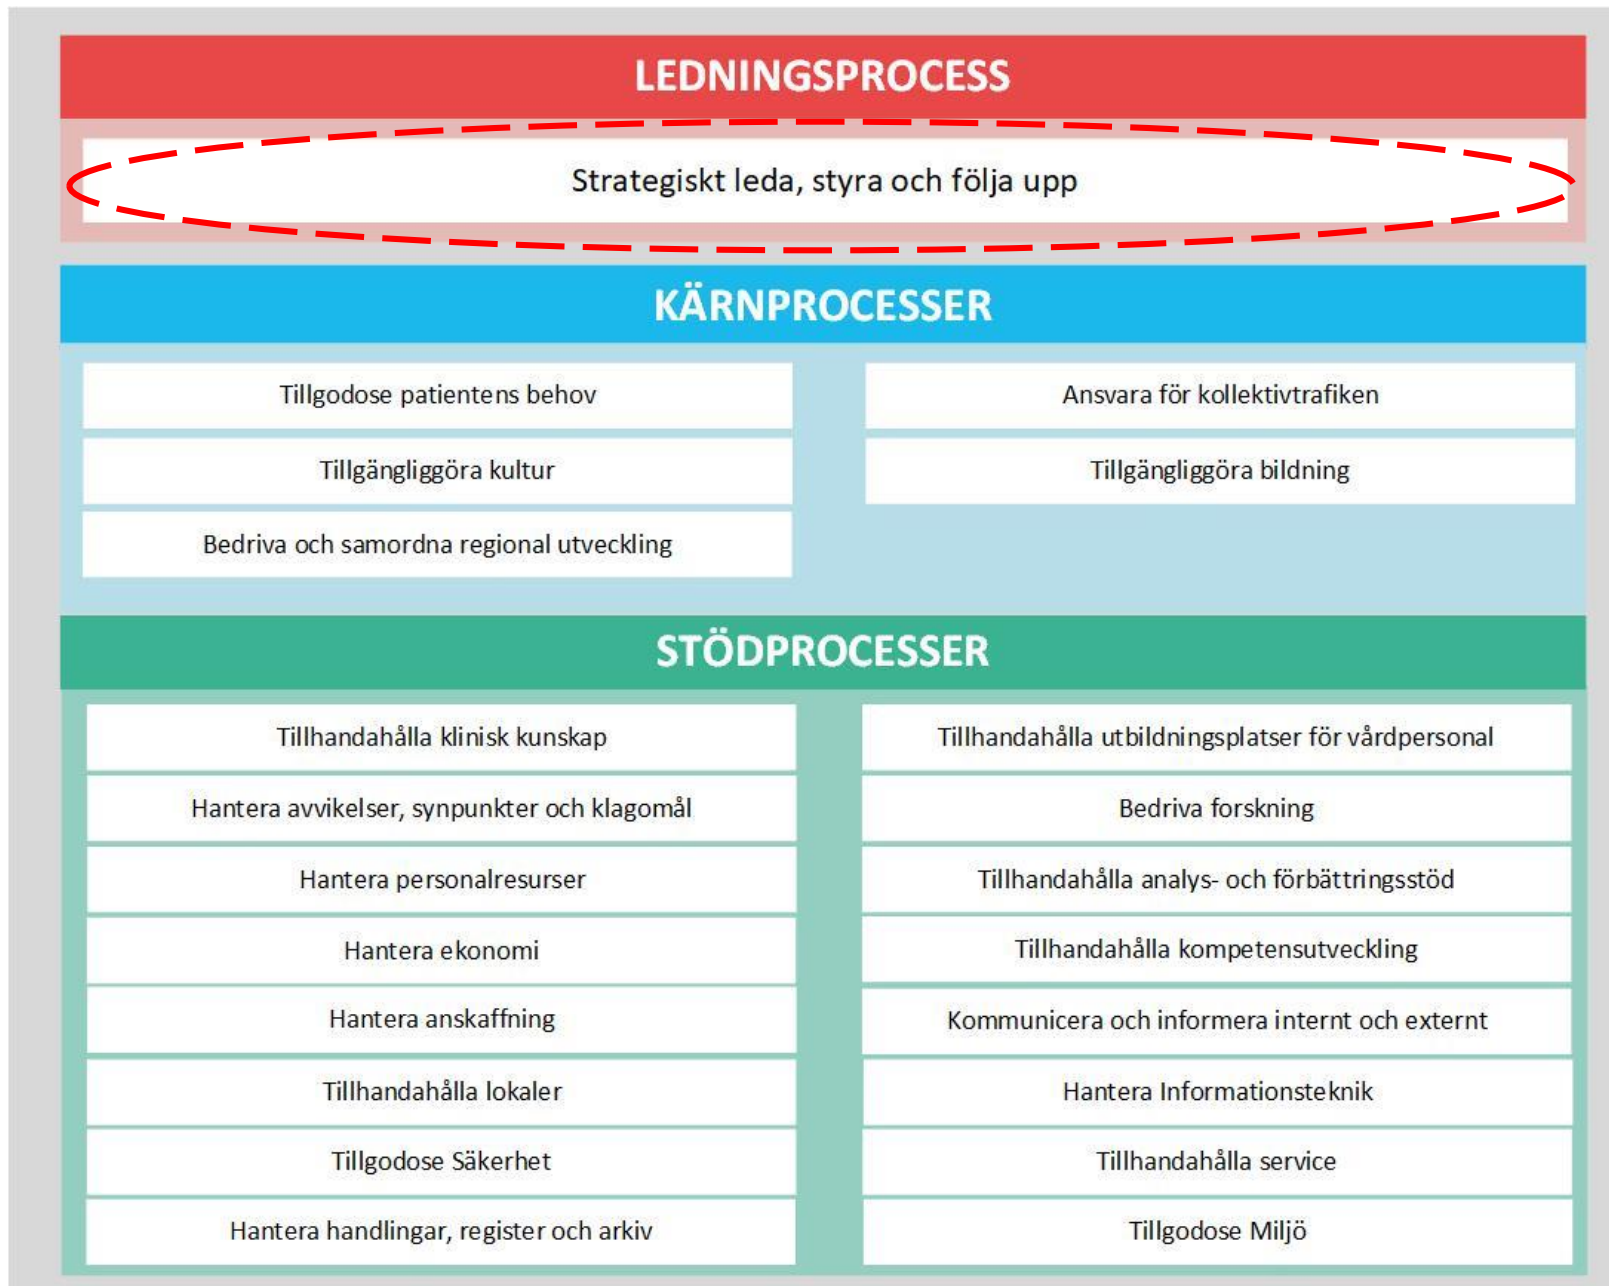 LEDNINGSPROCESS
Strategiskt leda, styra och följa upp
KÄRNPROCESSER
Tillgodose patientens behov
Ansvara för kollektivtrafiken
Tillgängliggöra kultur
Tillgängliggöra bildning
Bedriva och samordna regional utveckling
STÖDPROCESSER
Tillhandahålla klinisk kunskap
Tillhandahålla utbildningsplatser för vårdpersonal
Hantera avvikelser, synpunkter och klagomål
Bedriva forskning
Hantera personalresurser
Tillhandahålla analys- och förbättringsstöd
Hantera ekonomi
Tillhandahålla kompetensutveckling
Hantera anskaffning
Kommunicera och informera internt och externt
Tillhandahålla lokaler
Hantera Informationsteknik
Tillgodose Säkerhet
Tillhandahålla service
Hantera handlingar, register och arkiv
Tillgodose Miljö